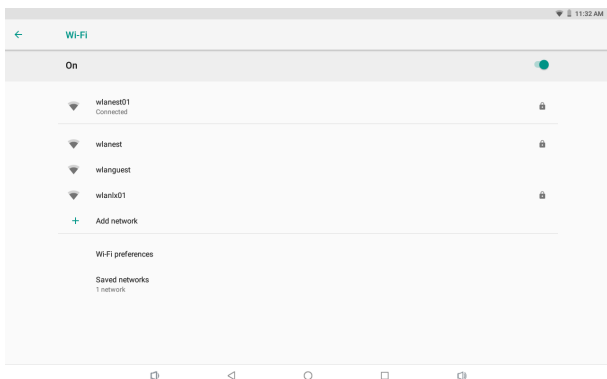 11:32 AM
Wi-Fi
On
wlanest01
Connected
wlanest
wlanguest
wlanlx01
Add network
Wi-Fi preferences
Saved networks
1 network